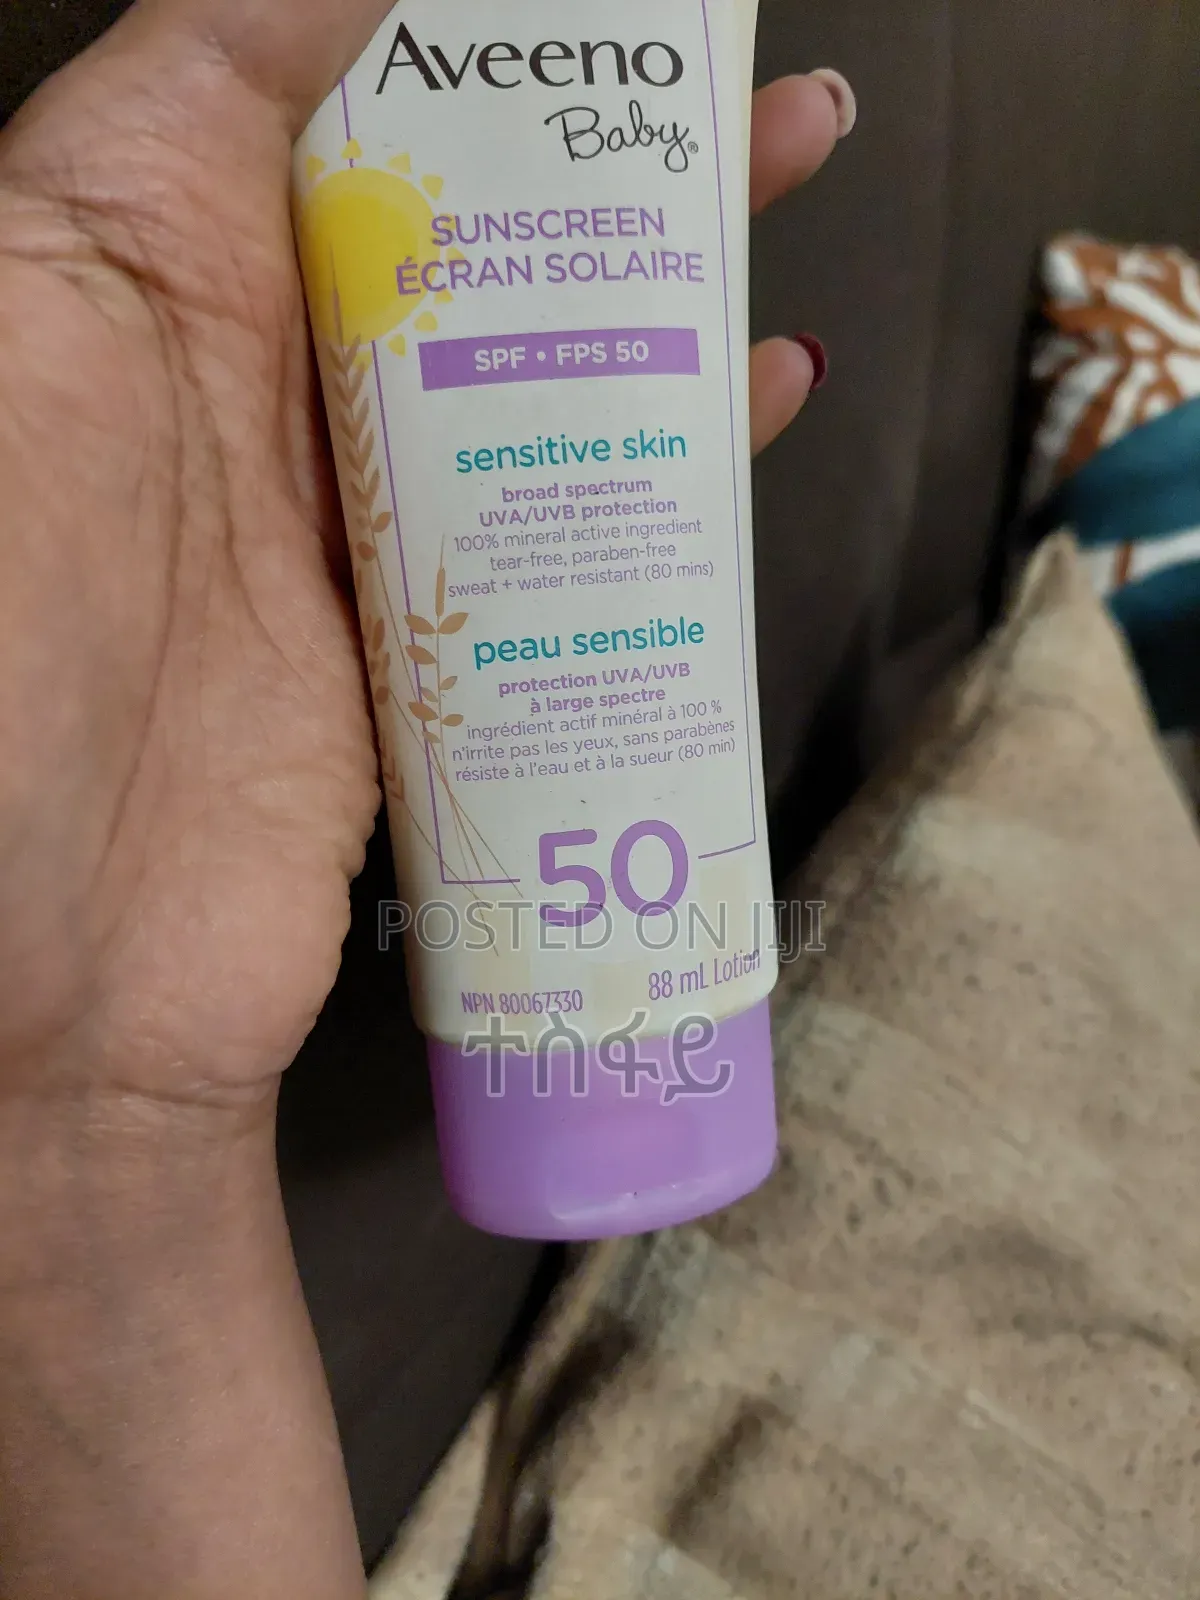 Aveeno
Baby®
SUNSCREEN
ÉCRAN SOLAIRE
SPF • FPS 50
sensitive skin
broad spectrum
UVA/UVB protection
100% mineral active ingredient
tear-free, paraben-free
sweat + water resistant (80 mins)
peau sensible
protection UVA/UVB
à large spectre
ingrédient actif minéral à 100 %
n'irrite pas les yeux, sans parabènes
résiste à l'eau et à la sueur (80 min)
50
POSTED ON JIJI
88 mL Lotion
NPN 80067330
ተስፋይ